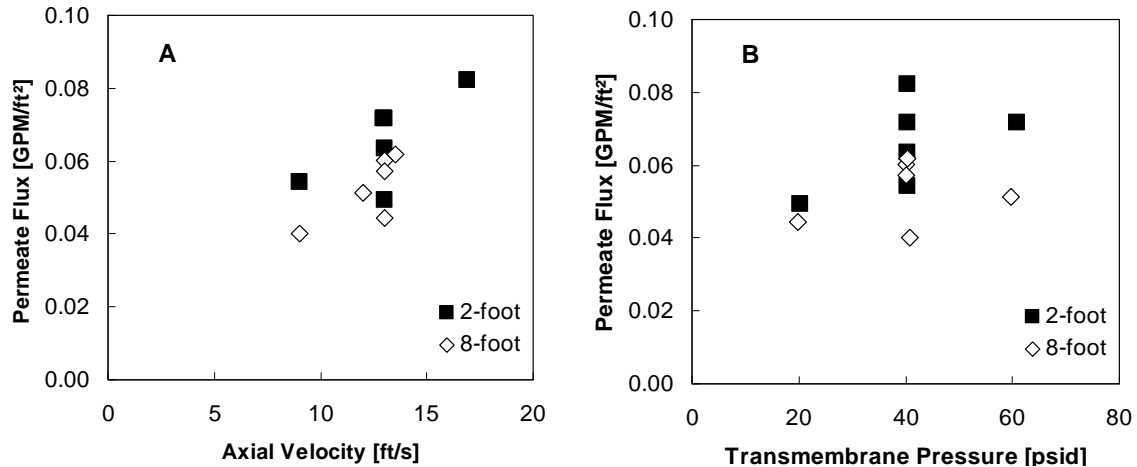 A
Permeate Flux [GPM/ft²]
0.10
0.08
0.06
0.04
0.02
0.00
0
5
10
15
20
Axial Velocity [ft/s]
2-foot
8-foot
B
Permeate Flux [GPM/ft²]
0.10
0.08
0.06
0.04
0.02
0.00
0
20
40
60
80
Transmembrane Pressure [psid]
2-foot
8-foot